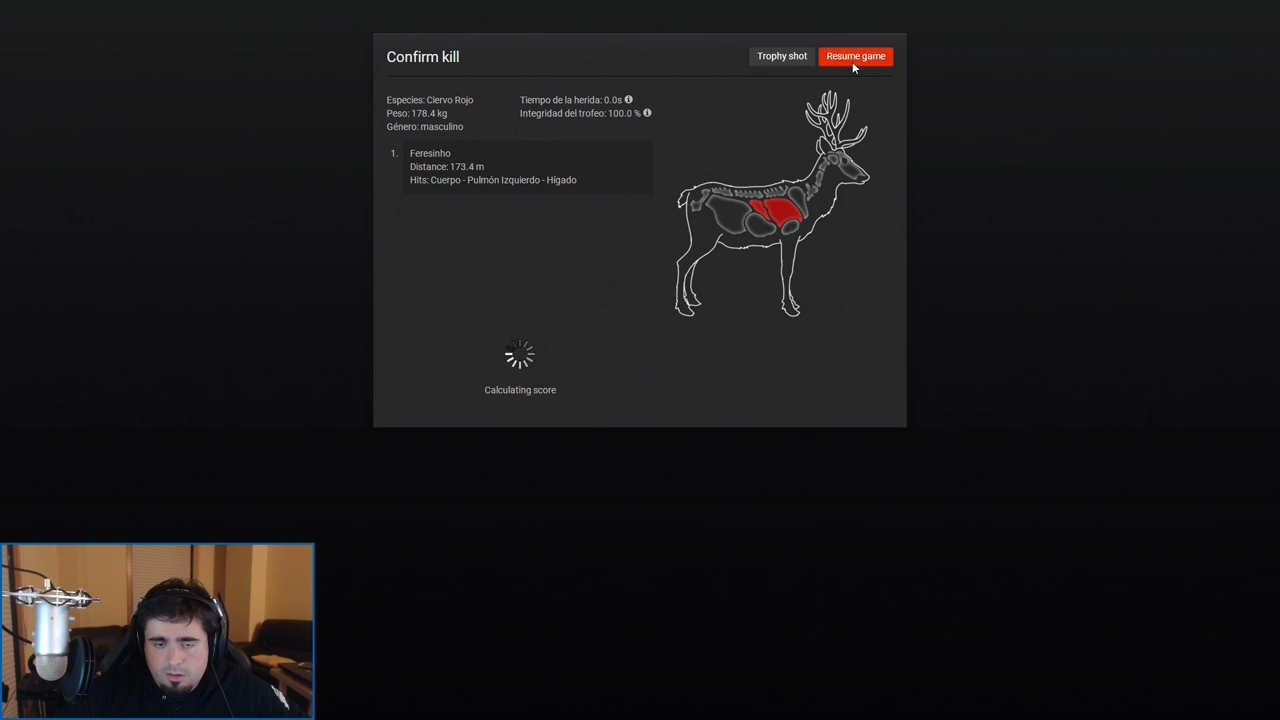 Confirm kill
Trophy shot
Resume game
Especies: Ciervo Rojo
Peso: 178.4 kg
Género: masculino
Tiempo de la herida: 0.0s
Integridad del trofeo: 100.0 %
1.
Feresinho
Distance: 173.4 m
Hits: Cuerpo - Pulmón Izquierdo - Hígado
Calculating score